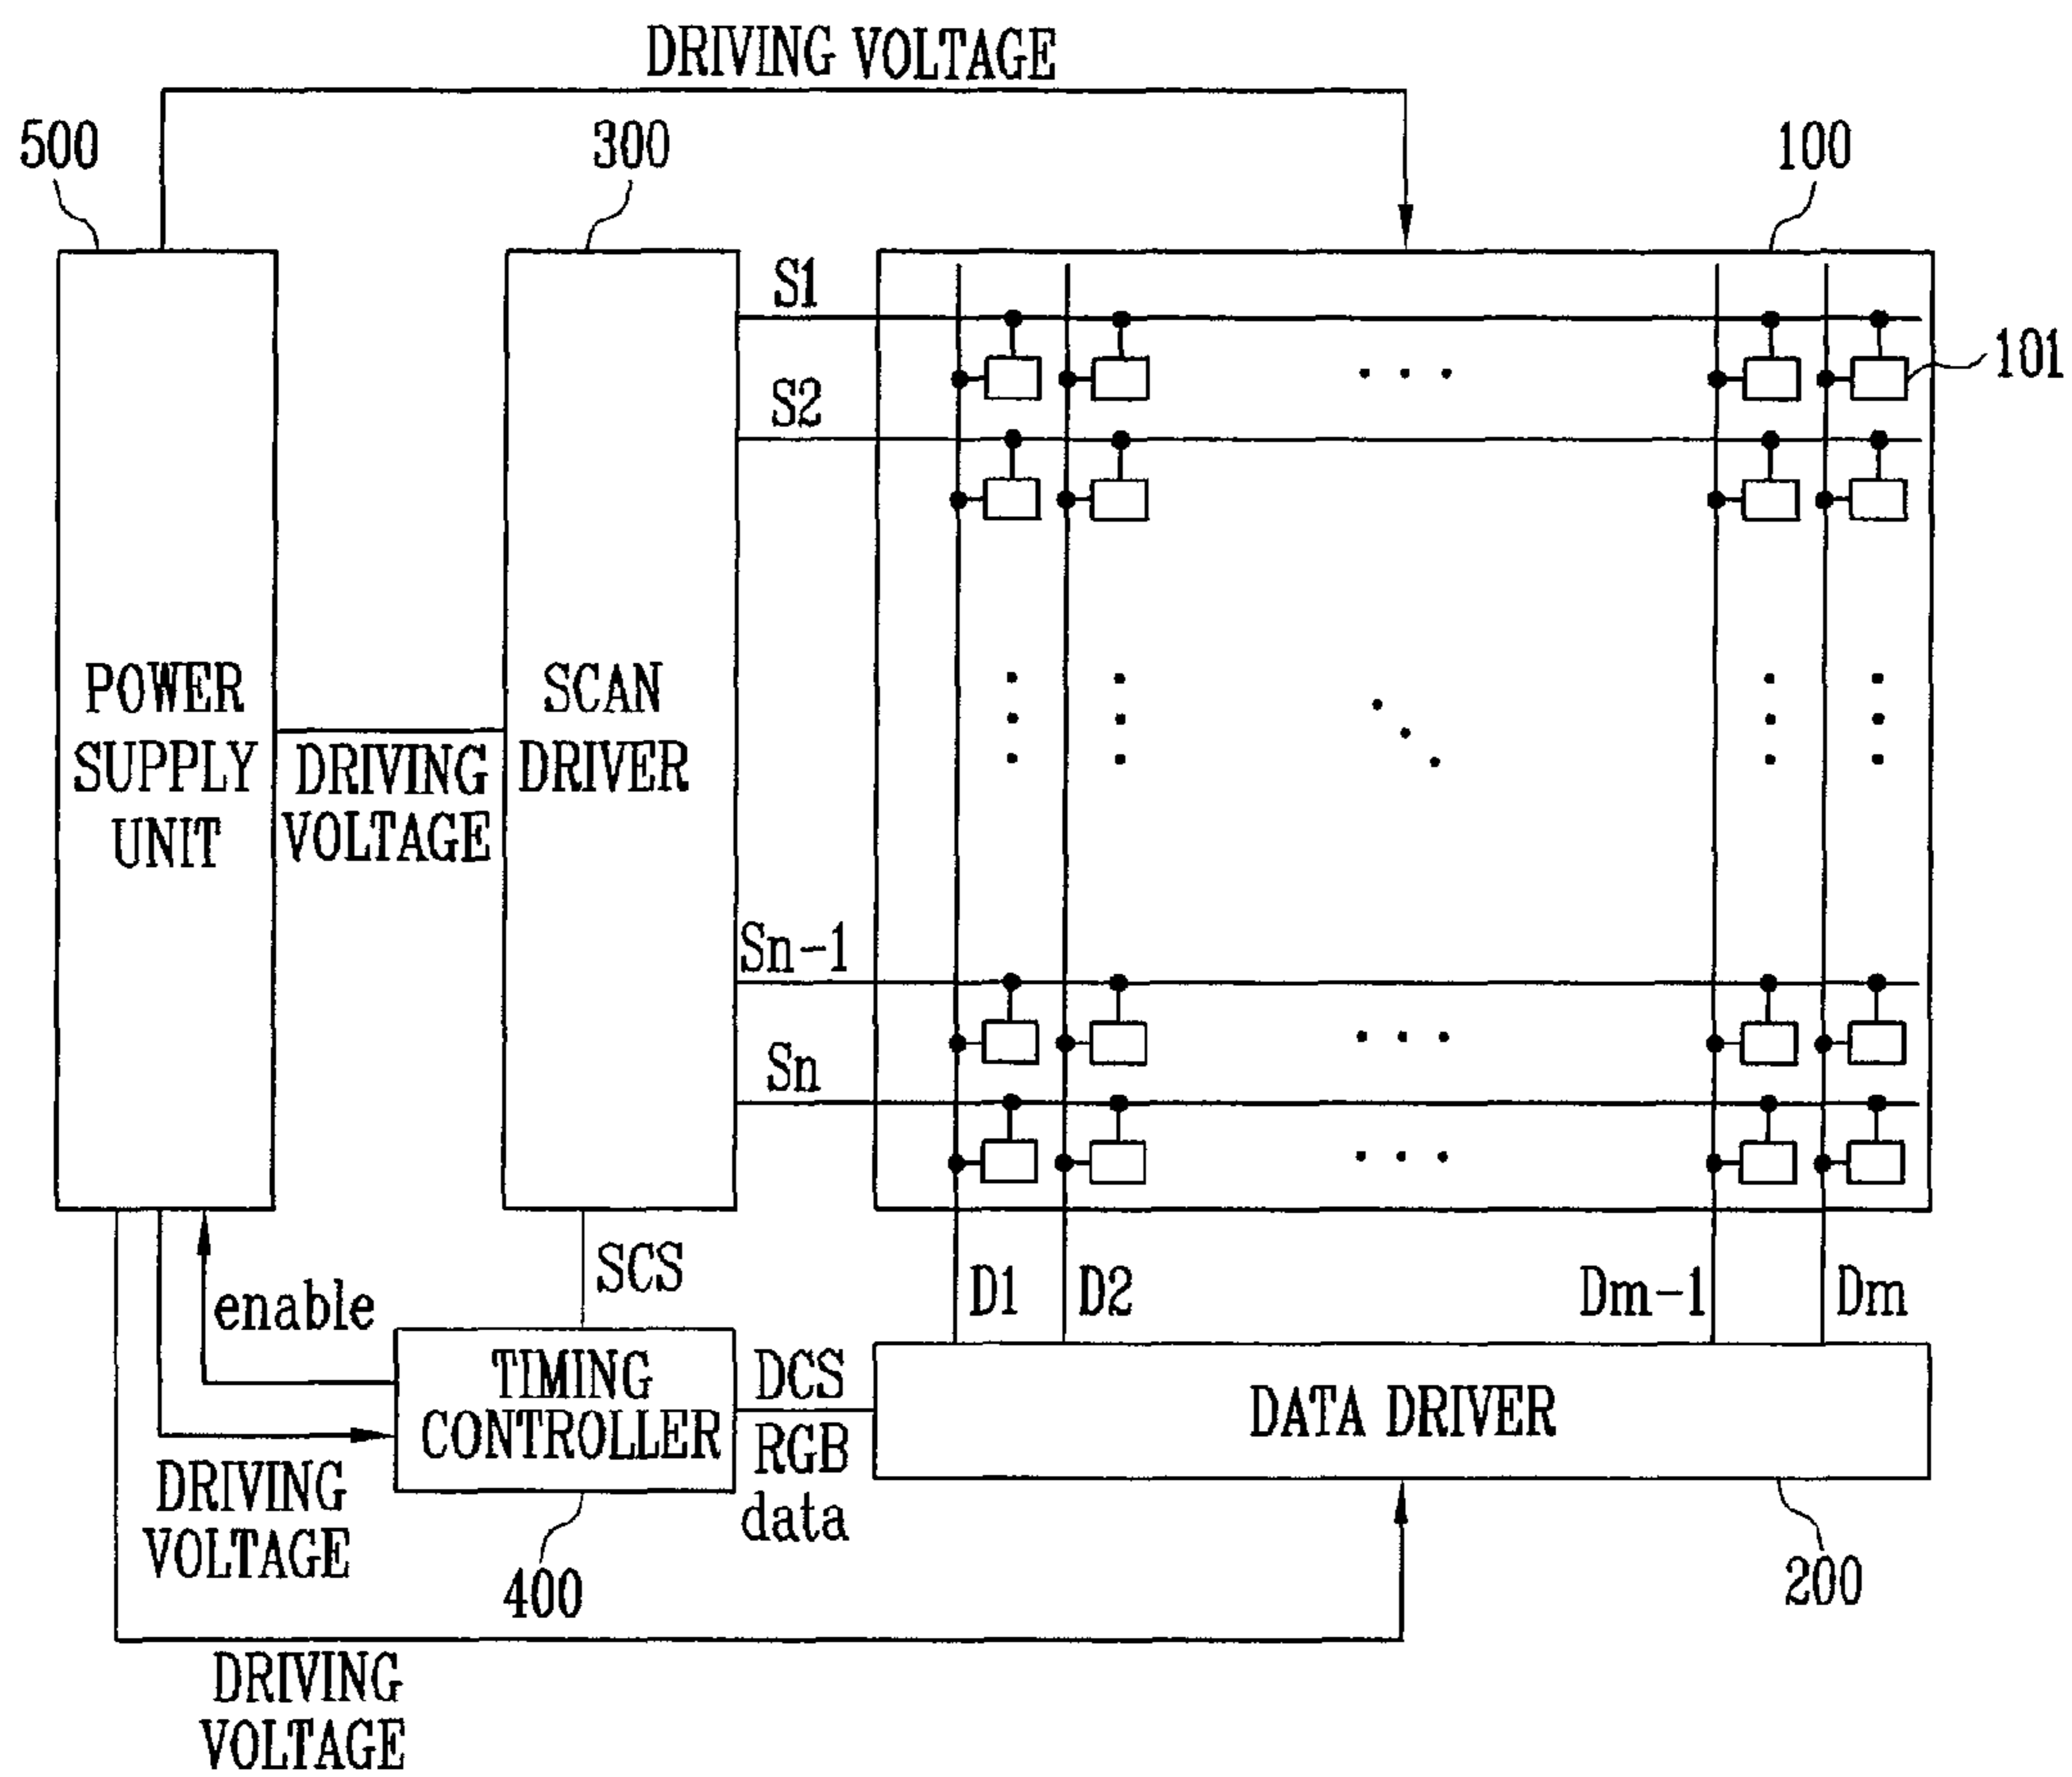 DRIVING VOLTAGE
500
300
100
S1
101
S2
POWER
SUPPLY
UNIT
DRIVING
VOLTAGE
SCAN
DRIVER
Sn-1
Sn
enable
SCS
D1
D2
Dm-1
Dm
TIMING
CONTROLLER
DCS
RGB
data
DATA DRIVER
DRIVING
VOLTAGE
400
200
DRIVING
VOLTAGE